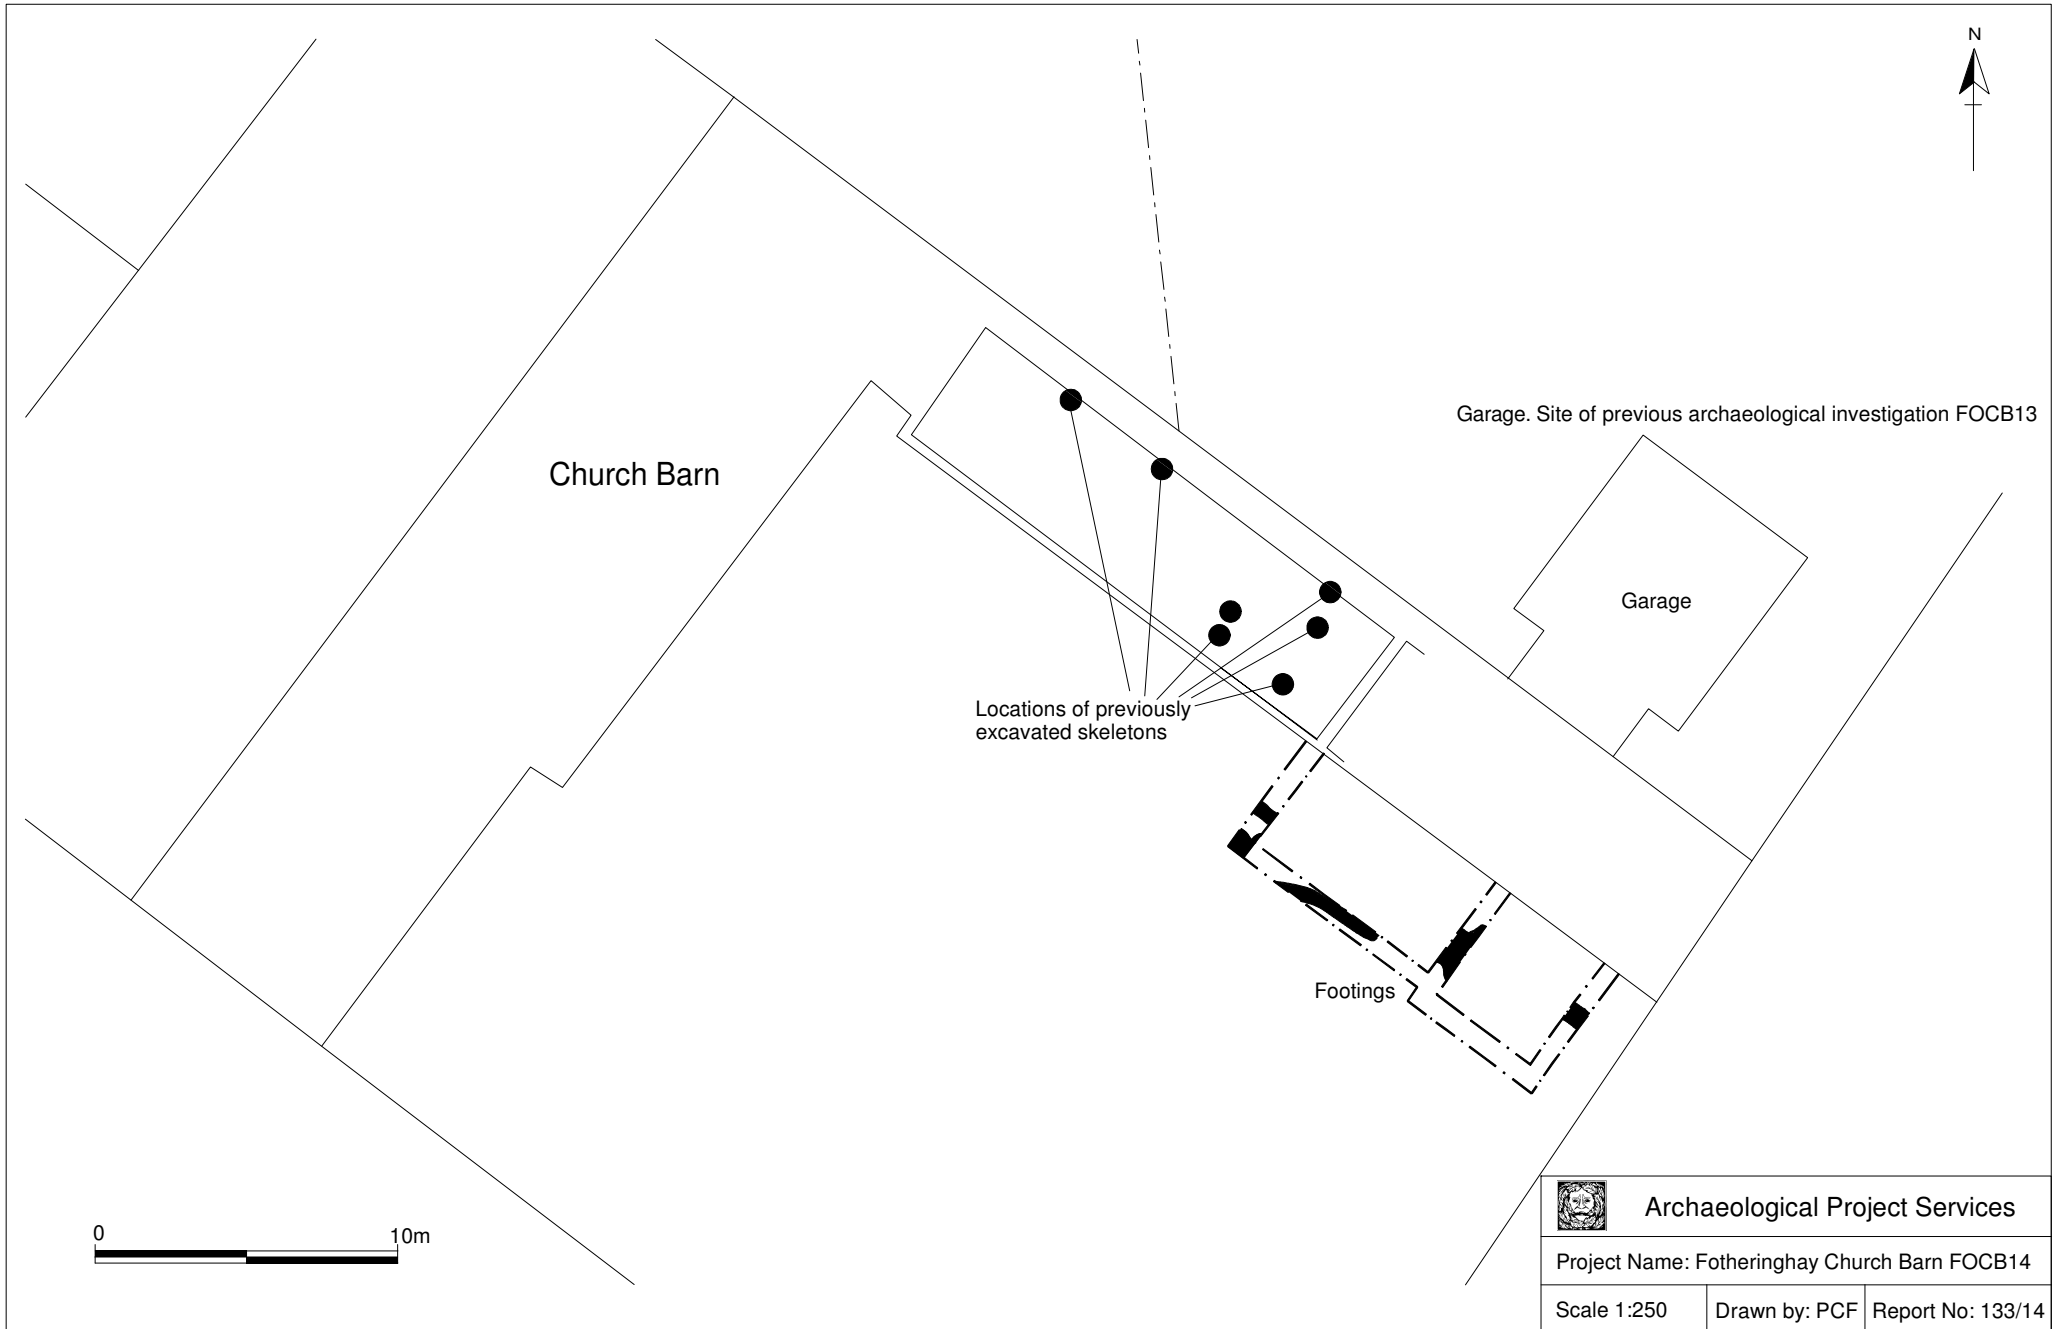 N
Garage. Site of previous archaeological investigation FOCB13
Church Barn
Garage
Locations of previously
excavated skeletons
Footings
0 10m
Archaeological Project Services
Project Name: Fotheringhay Church Barn FOCB14
Scale 1:250 Drawn by: PCF Report No: 133/14